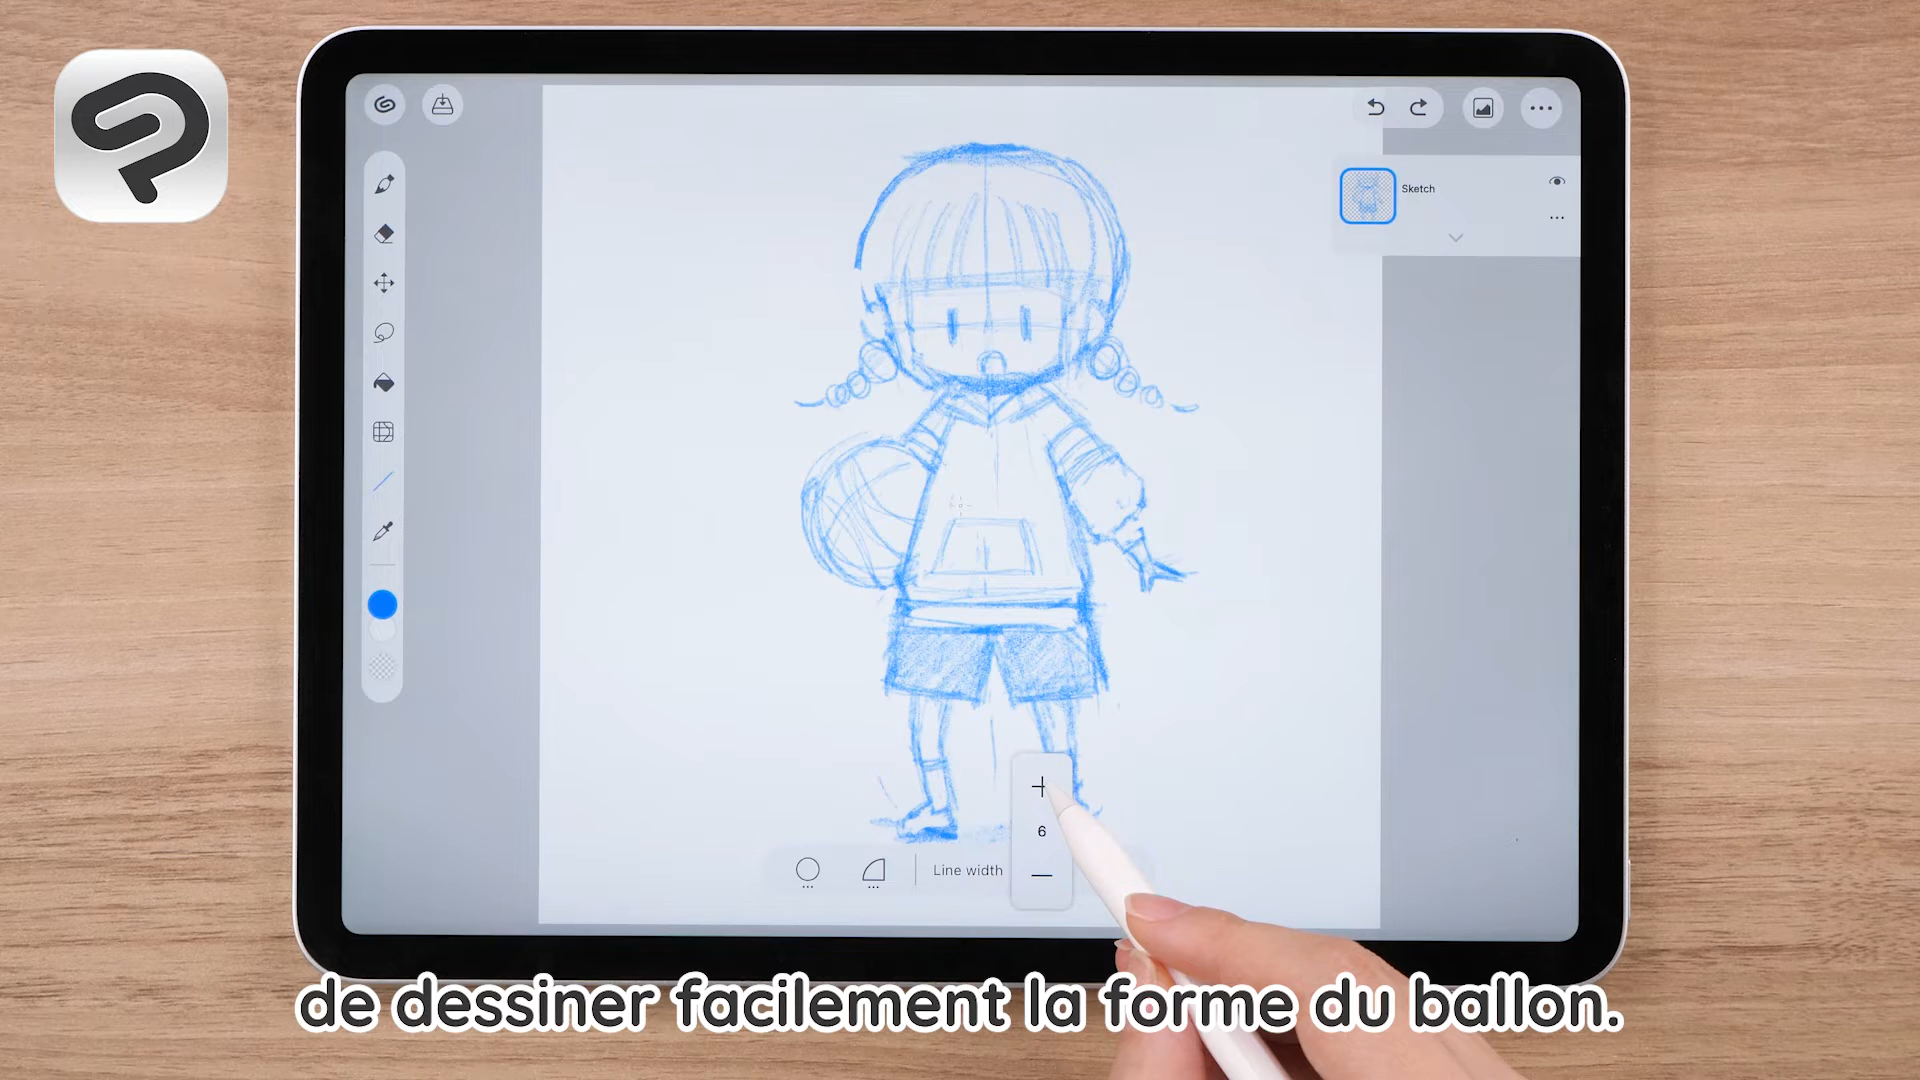 Sketch
6
Line width
de dessiner facilement la forme du ballon.